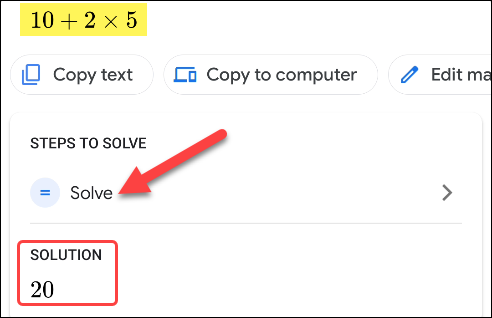 10 + 2 × 5
Copy text
Copy to computer
Edit ma
STEPS TO SOLVE
= Solve
SOLUTION
20